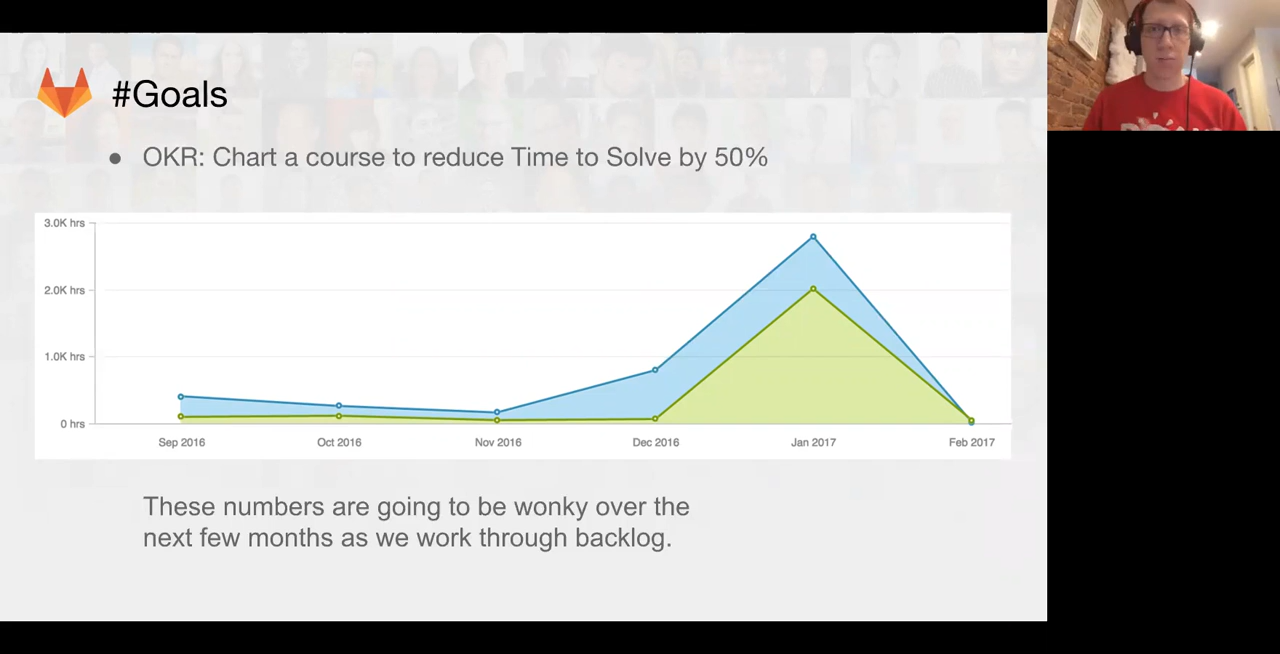 #Goals
● OKR: Chart a course to reduce Time to Solve by 50%
3.0K hrs
2.0K hrs
1.0K hrs
0 hrs
Sep 2016 Oct 2016 Nov 2016 Dec 2016 Jan 2017 Feb 2017
These numbers are going to be wonky over the
next few months as we work through backlog.